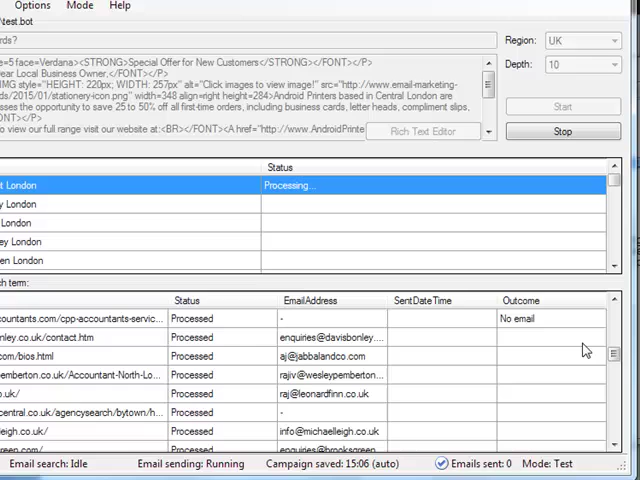 Options Mode Help
\test.bot
ords? Region: UK
=5 face=Verdana><STRONG>Special Offer for New Customers</STRONG></FONT></P>
ear Local Business Owner,</FONT></P> Depth: 10
IMG style="HEIGHT: 220px; WIDTH: 257px" alt="Click images to view image!" src="http://www.email-marketing-
ds/2015/01/stationery-icon.png" width=348 align=right height=284>Android Printers based in Central London are
sses the opportunity to save 25 to 50% off all first-time orders, including business cards, letter heads, compliment slips, Start
to view our full range visit our website at:<BR></FONT><A href="http://www.AndroidPrinte Rich Text Editor Stop
Status
t London Processing...
y London
London
ley London
en London
ch term:
Status EmailAddress SentDateTime Outcome
ountants.com/cpp-accountants-servic... Processed - No email
nley.co.uk/contact.htm Processed enquiries@davisbonley....
com/bios.html Processed aj@jabbalandco.com
pemberton.co.uk/Accountant-North-Lo... Processed rajiv@wesleypemberton...
.co.uk/ Processed raj@leonardfinn.co.uk
central.co.uk/agencysearch/bytown/h... Processed -
eigh.co.uk/ Processed info@michaelleigh.co.uk
green.com/ Processed enquiries@brooksgreen
Email search: Idle Email sending: Running Campaign saved: 15:06 (auto) Emails sent: 0 Mode: Test